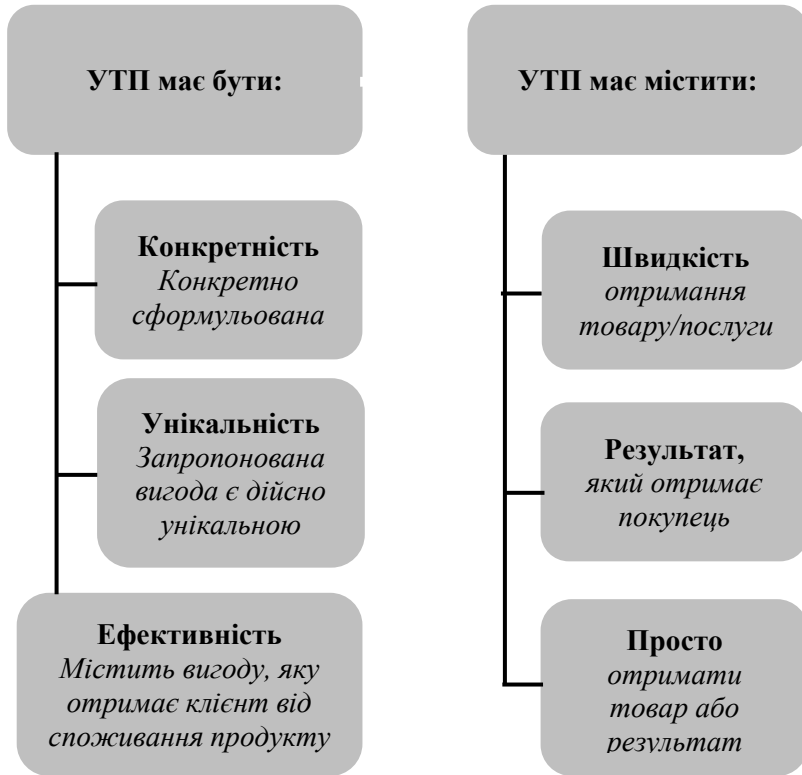 УТП має бути:
Конкретність
Конкретно
сформульована
Унікальність
Запропонована
вигода є дійсно
унікальною
Ефективність
Містить вигоду, яку
отримає клієнт від
споживання продукту
УТП має містити:
Швидкість
отримання
товару/послуги
Результат,
який отримає
покупець
Просто
отримати
товар або
результат